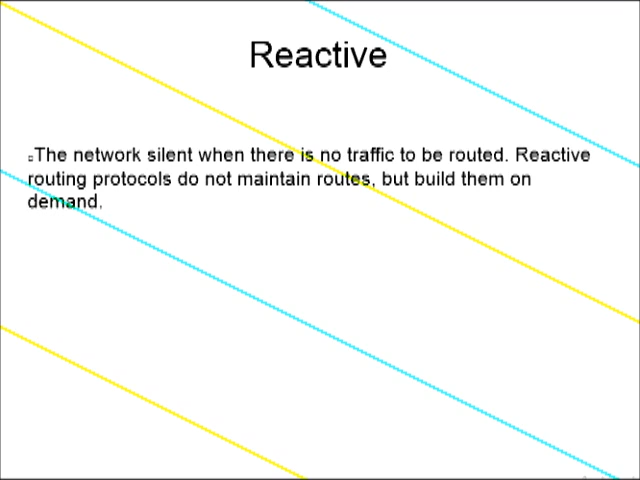 Reactive
The network silent when there is no traffic to be routed. Reactive
routing protocols do not maintain routes, but build them on
demand.